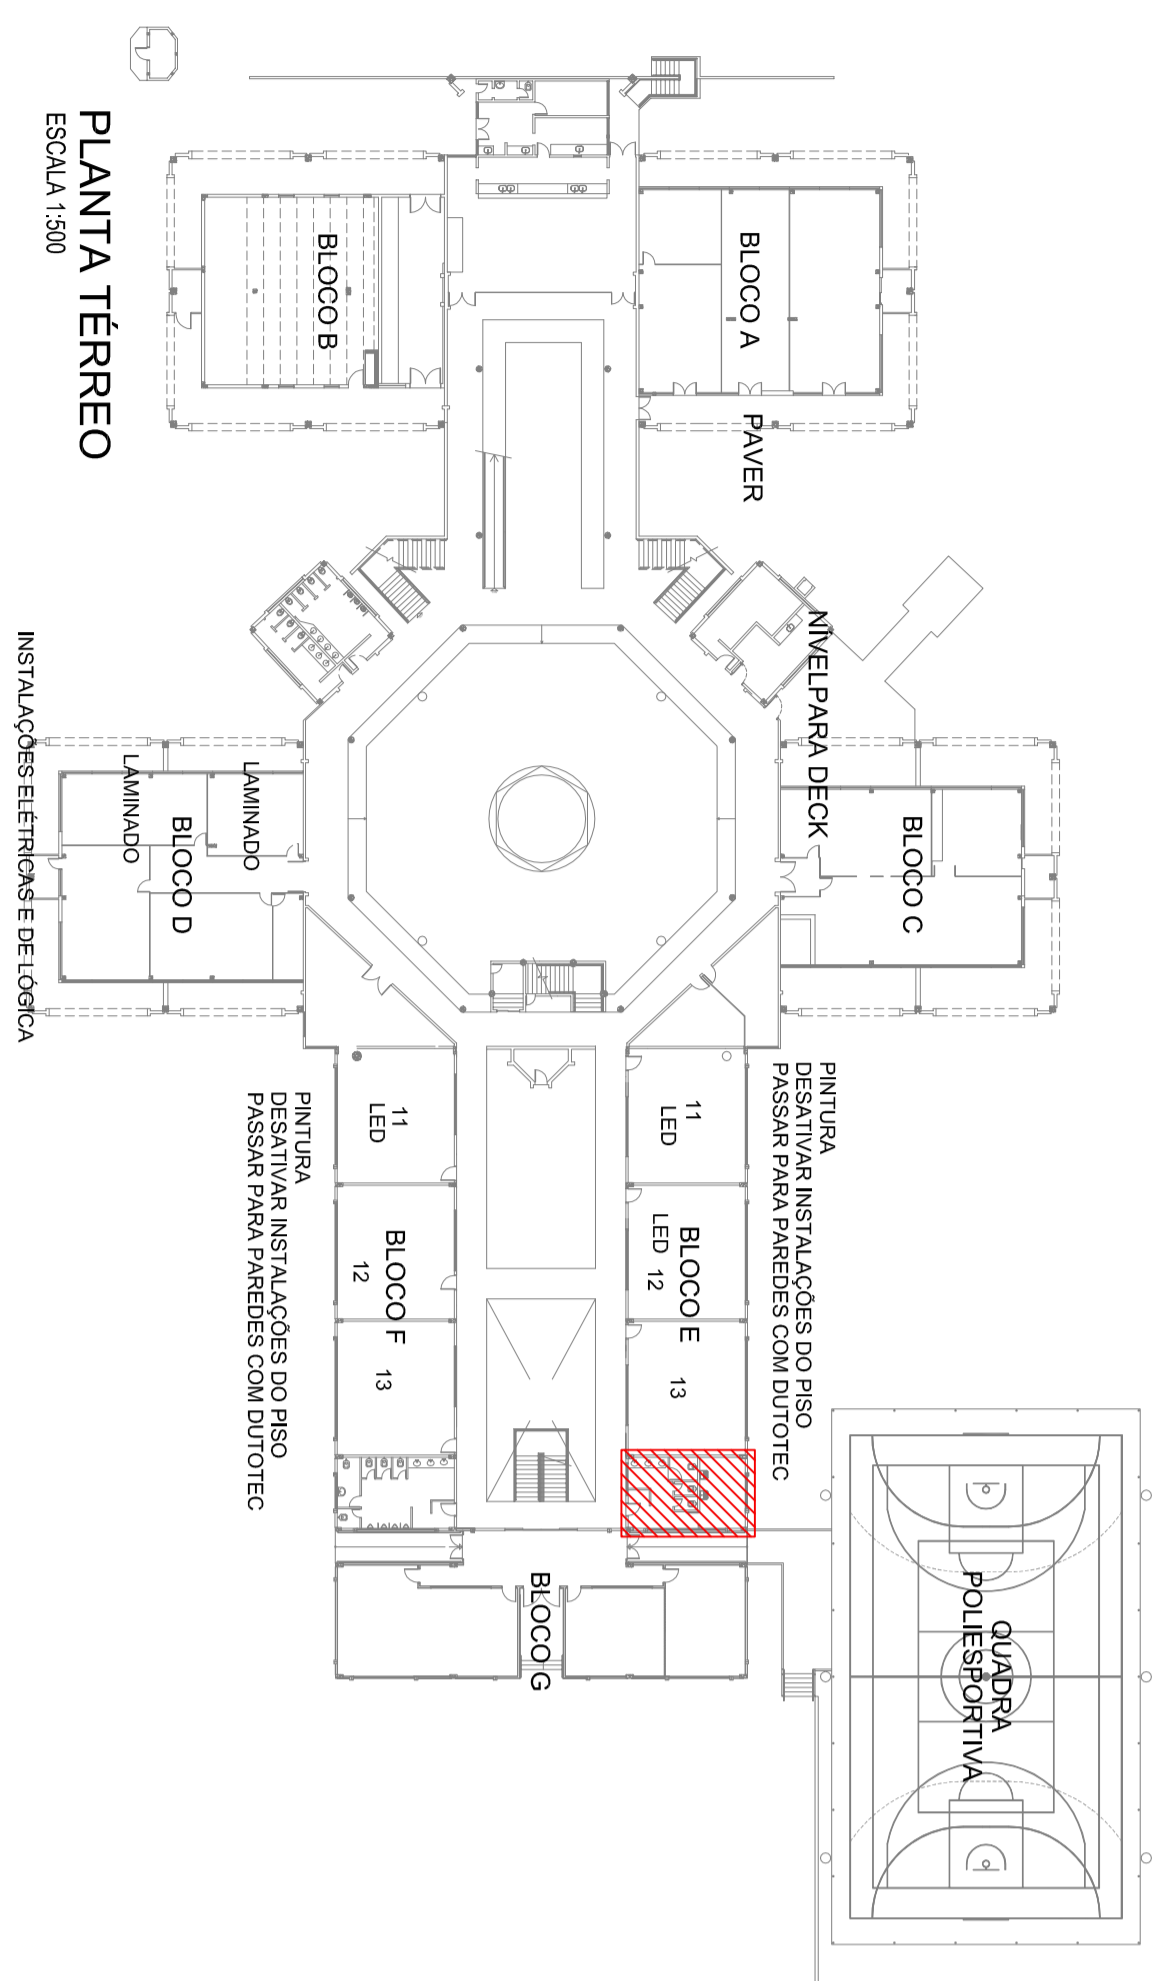 PLANTA TÉRREO
ESCALA 1:500
BLOCO B
BLOCO A
PAVER
NÍVELPARA DECK
BLOCO C
INSTALAÇÕES ELÉTRICAS E DE LÓGICA
LAMINADO
LAMINADO
BLOCO D
PINTURA
DESATIVAR INSTALAÇÕES DO PISO
PASSAR PARA PAREDES COM DUTOTEC
11
LED
BLOCO E
LED 12
13
PINTURA
DESATIVAR INSTALAÇÕES DO PISO
PASSAR PARA PAREDES COM DUTOTEC
11
LED
BLOCO F
12
13
BLOCO G
QUADRA
POLIESPORTIVA